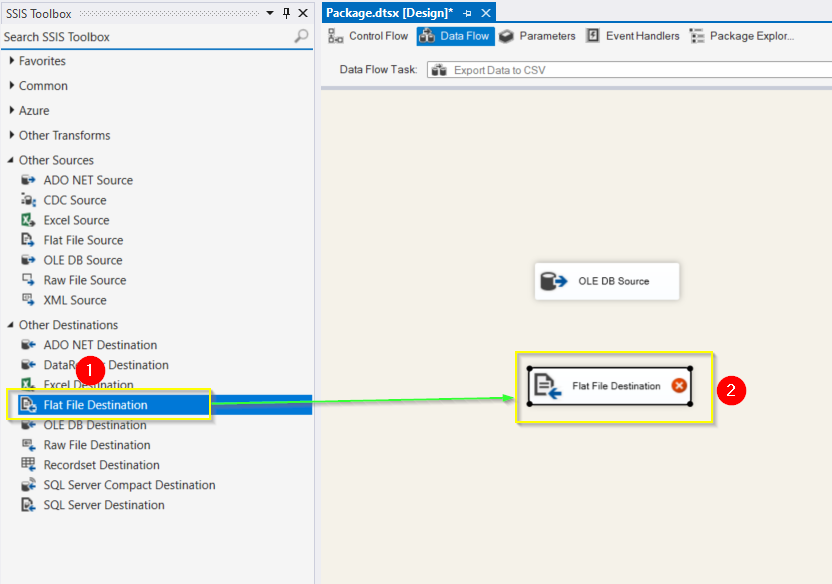 SSIS Toolbox
Search SSIS Toolbox
Favorites
Common
Azure
Other Transforms
Other Sources
ADO NET Source
CDC Source
Excel Source
Flat File Source
OLE DB Source
Raw File Source
XML Source
Other Destinations
ADO NET Destination
DataR Destination
1
Excel Destination
Flat File Destination
OLE DB Destination
Raw File Destination
Recordset Destination
SQL Server Compact Destination
SQL Server Destination
Package.dtsx [Design]*
Control Flow Data Flow Parameters Event Handlers Package Explor...
Data Flow Task: Export Data to CSV
OLE DB Source
Flat File Destination
2